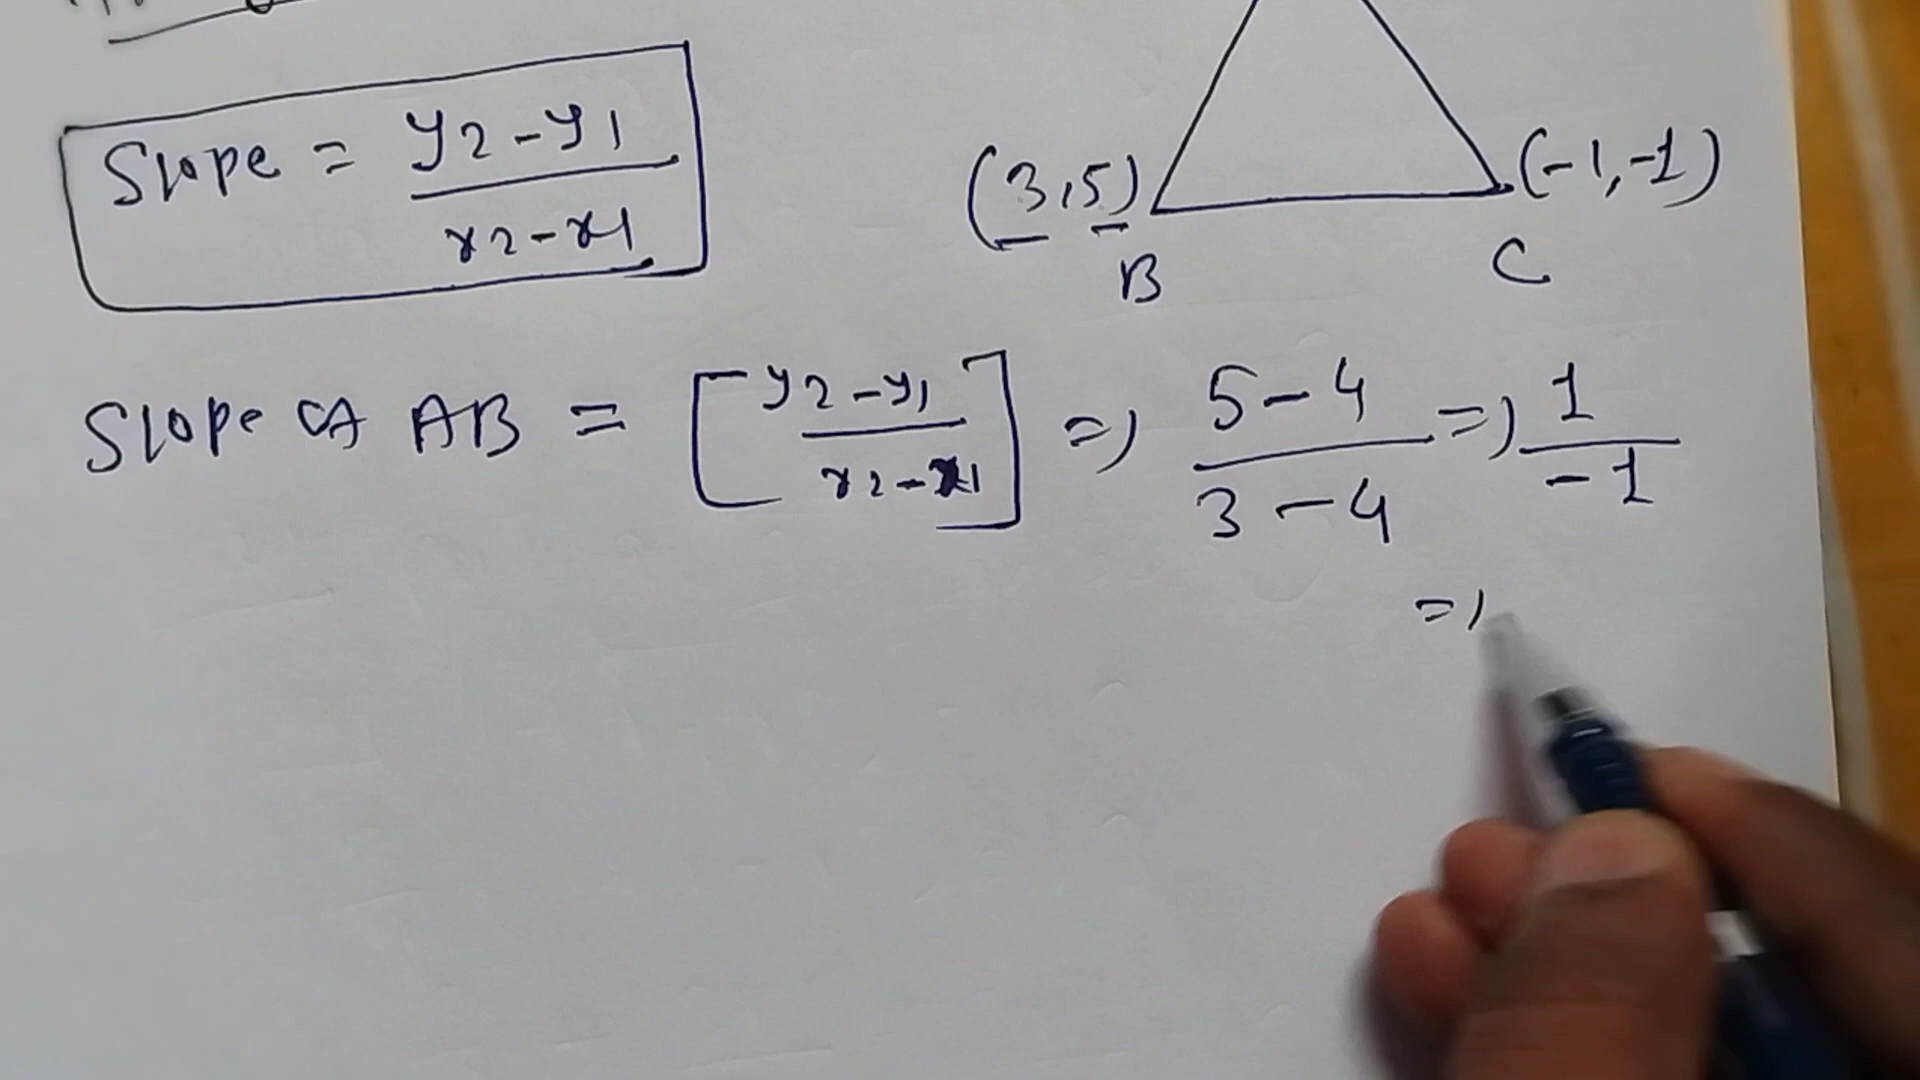 Slope = y2-y1
x2-x1
(3,5)
(-1,-1)
B
C
Slope of AB = [y2-y1 => 5-4 => 1
x2-x1] 3-4 -1
=>